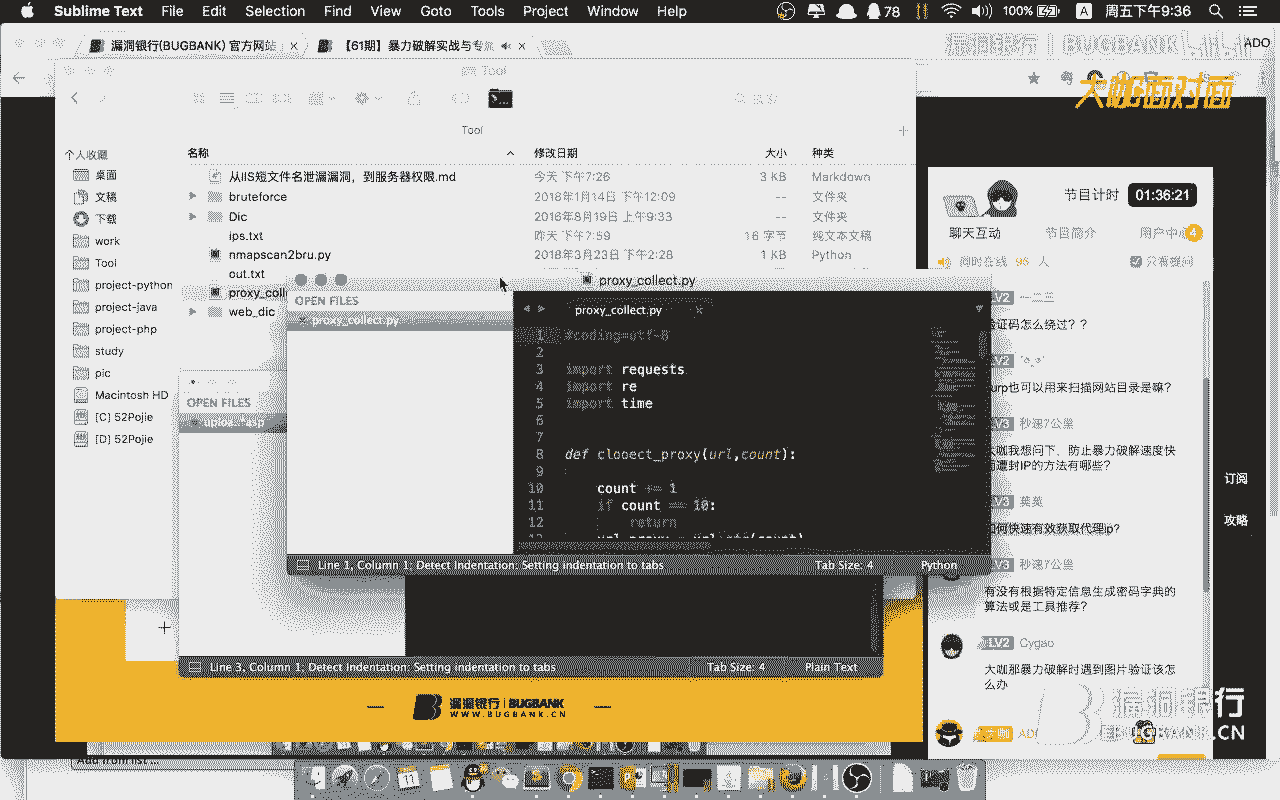 Sublime Text File Edit Selection Find View Goto Tools Project Window Help
78 100% A 周五下午9:36
漏洞银行(BUGBANK) 官方网站
【61期】暴力破解实战与专
漏洞银行 | BUGBANK
ADO
大咖面对面
Tool
Tool
个人收藏
桌面
文稿
下载
work
Tool
project-python
project-java
project-php
study
pic
Macintosh HD
[C] 52Pojie
[D] 52Pojie
名称 修改日期 大小 种类
从IIS短文件名泄漏漏洞，到服务器权限.md 今天 下午7:26 3 KB Markdown
bruteforce 2018年1月14日 下午12:09 -- 文件夹
Dic 2016年8月19日 上午9:33 -- 文件夹
ips.txt 昨天 下午7:59 16 字节 纯文本文稿
nmapscan2bru.py 2018年3月23日 下午2:28 1 KB Python
out.txt
proxy_coll
web_dic
proxy_collect.py
OPEN FILES
proxy_collect.py
proxy_collect.py
1 #coding=utf-8
2
3 import requests
4 import re
5 import time
6
7
8 def clooect_proxy(url,count):
9
10 count += 1
11 if count == 10:
12 return
Line 1, Column 1; Detect Indentation: Setting indentation to tabs Tab Size: 4 Python
OPEN FILES
Line 3, Column 1; Detect Indentation: Setting indentation to tabs Tab Size: 4 Plain Text
漏洞银行 | BUGBANK
WWW.BUGBANK.CN
Add from list ...
节目计时 01:36:21
聊天互动 节目简介 用户中心 4
同时在线 95 人 只看提问
LV2
验证码怎么绕过？？
LV2
urp也可以用来扫描网站目录是嘛？
LV3 秒速7公里
大咖我想问下，防止暴力破解速度快
遭封IP的方法有哪些？
LV3
如何快速有效获取代理ip?
LV3 秒速7公里
有没有根据特定信息生成密码字典的
算法或是工具推荐？
LV2 Cygao
大咖那暴力破解时遇到图片验证该怎
么办
订阅
攻略
漏洞银行
BUGBANK.CN